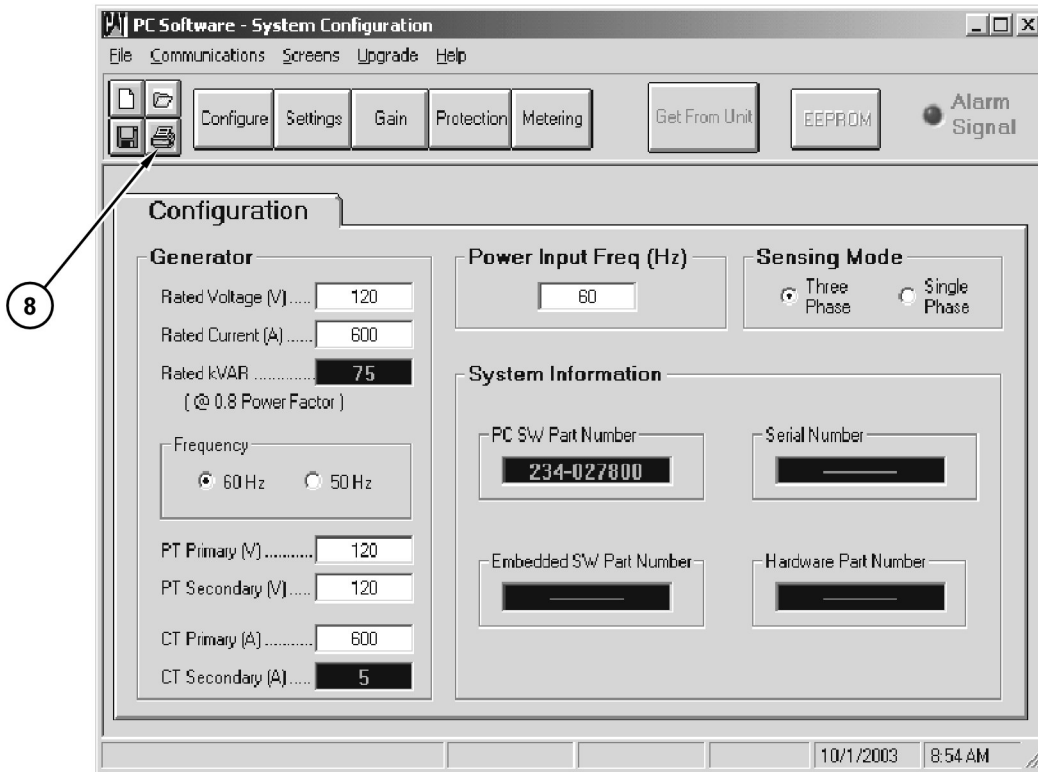 PC Software - System Configuration
File Communications Screens Upgrade Help
Configure Settings Gain Protection Metering Get From Unit EEPROM Alarm Signal
8
Configuration
Generator
Rated Voltage (V)..... 120
Rated Current (A)...... 600
Rated kVAR ............. 75
( @ 0.8 Power Factor )
Frequency
60 Hz 50 Hz
PT Primary (V)........... 120
PT Secondary (V)..... 120
CT Primary (A)........... 600
CT Secondary (A)..... 5
Power Input Freq (Hz)
60
Sensing Mode
Three Phase
Single Phase
System Information
PC SW Part Number
234-027800
Serial Number
Embedded SW Part Number
Hardware Part Number
10/1/2003 8:54 AM